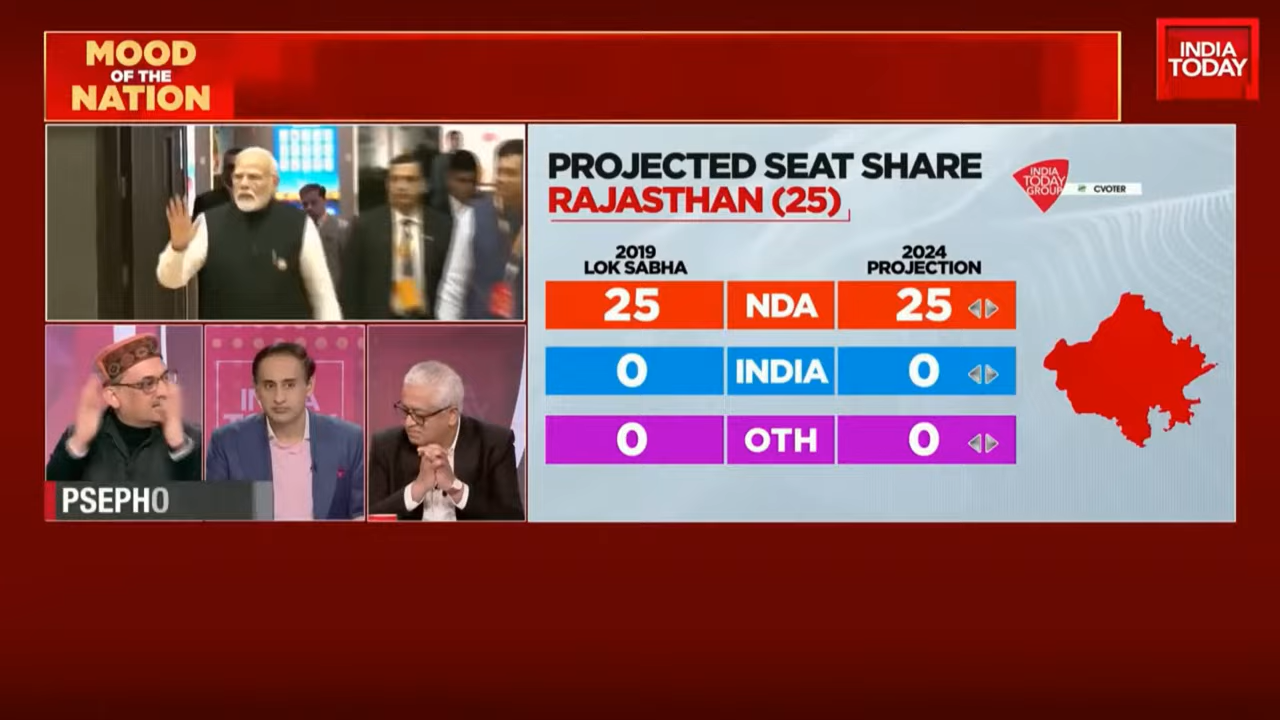 MOOD
OF THE
NATION
INDIA
TODAY
PROJECTED SEAT SHARE
RAJASTHAN (25)
INDIA
TODAY
GROUP
CVOTER
2019
LOK SABHA
2024
PROJECTION
25 NDA 25
0 INDIA 0
0 OTH 0
PSEPHO